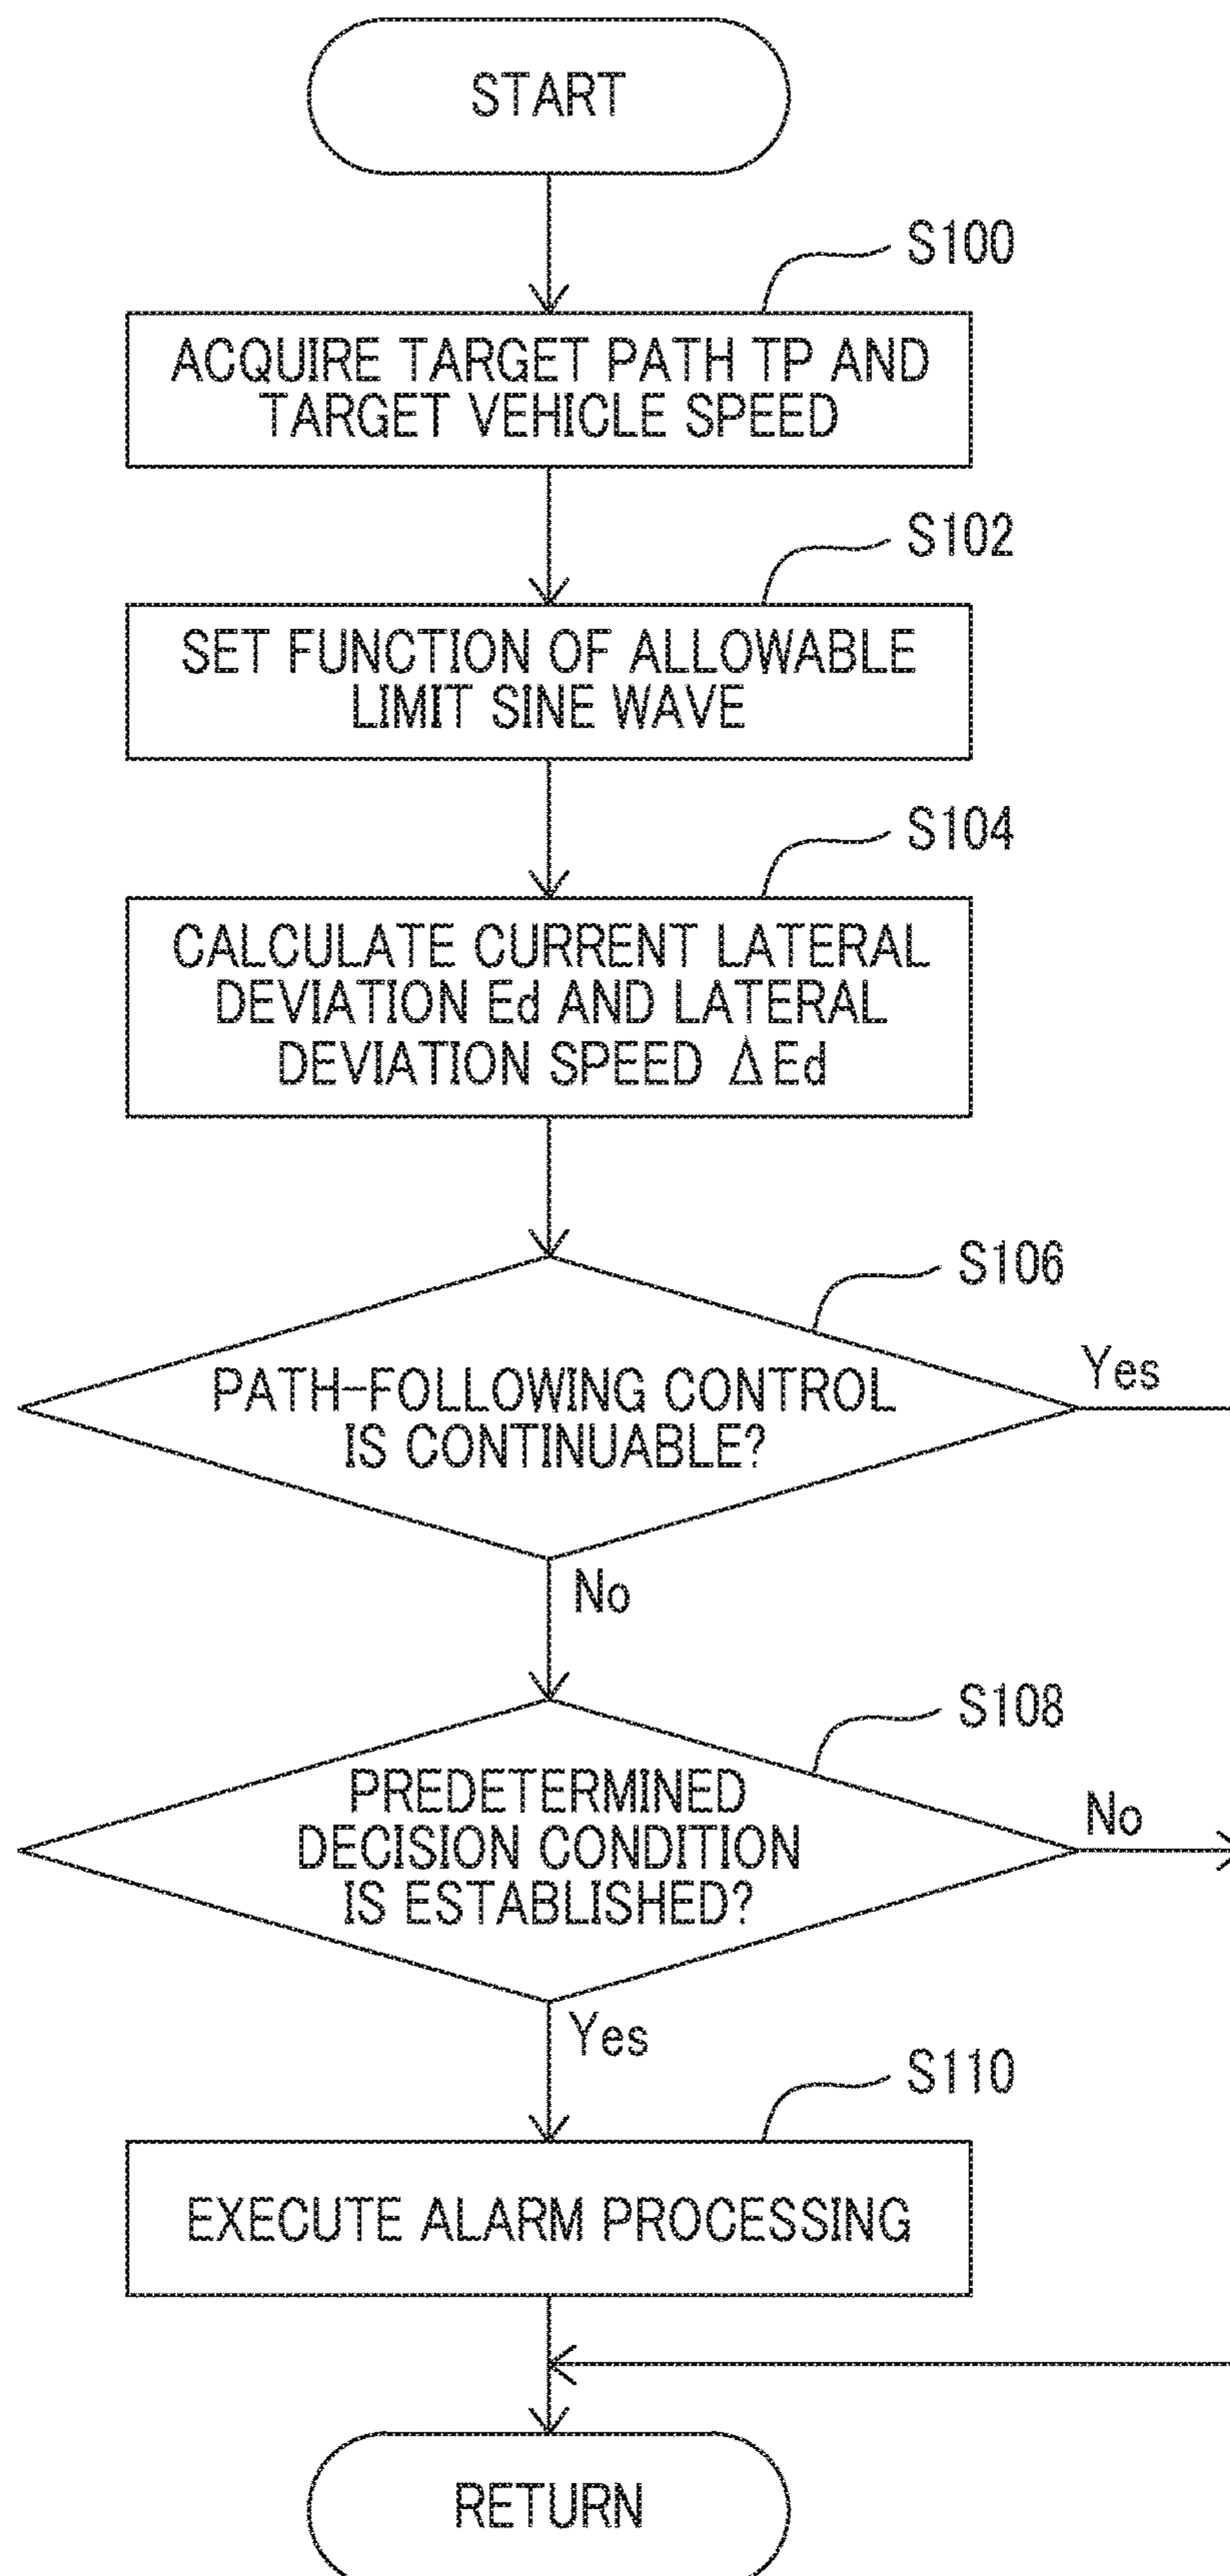 START
S100
ACQUIRE TARGET PATH TP AND
TARGET VEHICLE SPEED
S102
SET FUNCTION OF ALLOWABLE
LIMIT SINE WAVE
S104
CALCULATE CURRENT LATERAL
DEVIATION Ed AND LATERAL
DEVIATION SPEED ΔEd
S106
PATH-FOLLOWING CONTROL
IS CONTINUABLE?
Yes
No
S108
PREDETERMINED
DECISION CONDITION
IS ESTABLISHED?
No
Yes
S110
EXECUTE ALARM PROCESSING
RETURN